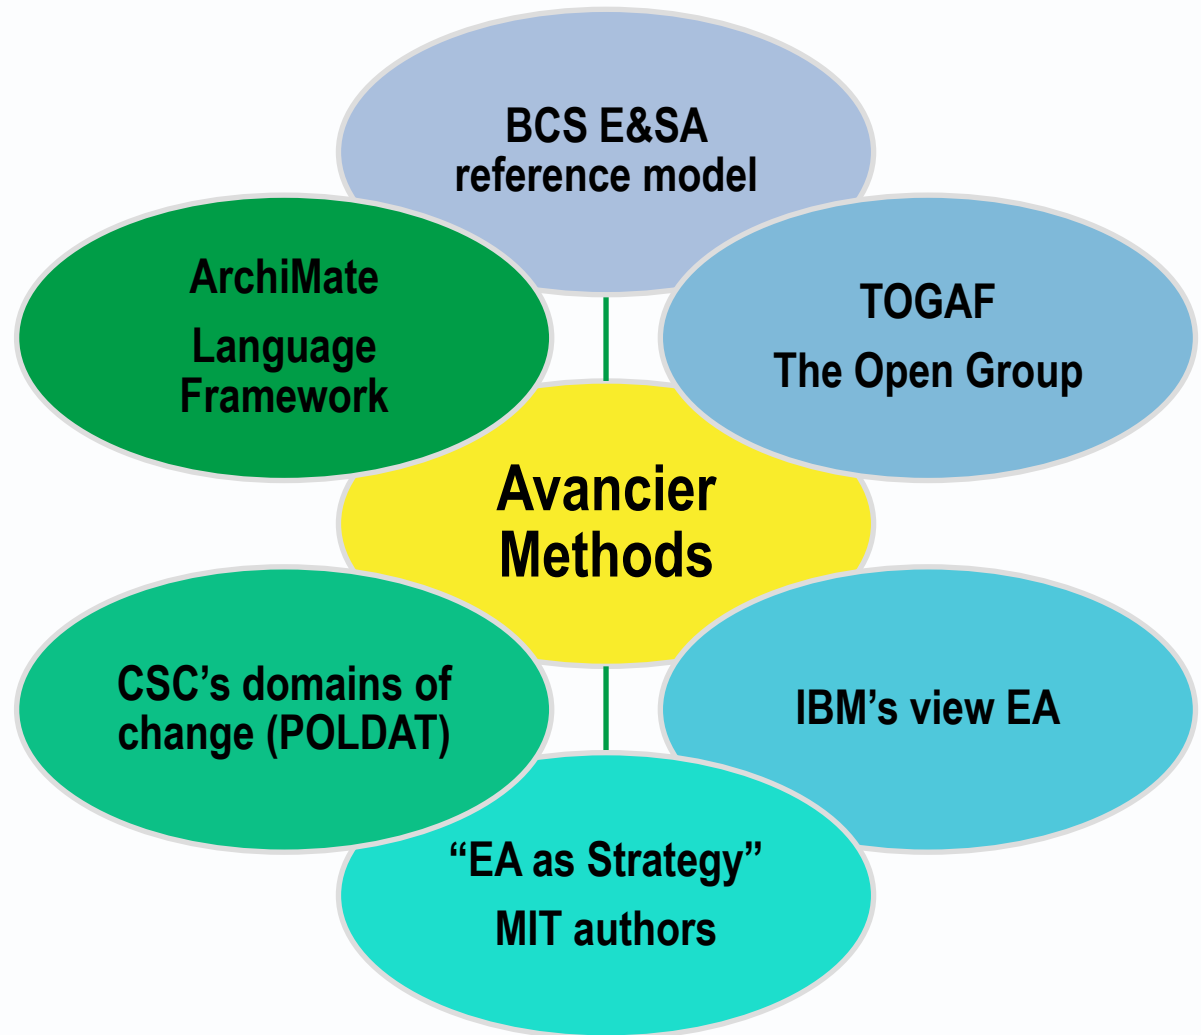 BCS E&SA
reference model
ArchiMate
Language
Framework
TOGAF
The Open Group
Avancier
Methods
CSC’s domains of
change (POLDAT)
IBM’s view EA
“EA as Strategy”
MIT authors